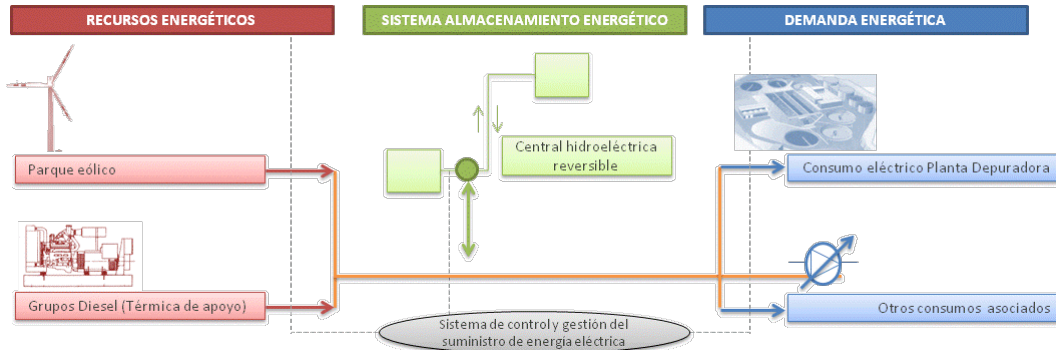 RECURSOS ENERGÉTICOS
SISTEMA ALMACENAMIENTO ENERGÉTICO
DEMANDA ENERGÉTICA
Central hidroeléctrica
reversible
Parque eólico
Consumo eléctrico Planta Depuradora
Grupos Diesel (Térmica de apoyo)
Otros consumos asociados
Sistema de control y gestión del
suministro de energía eléctrica